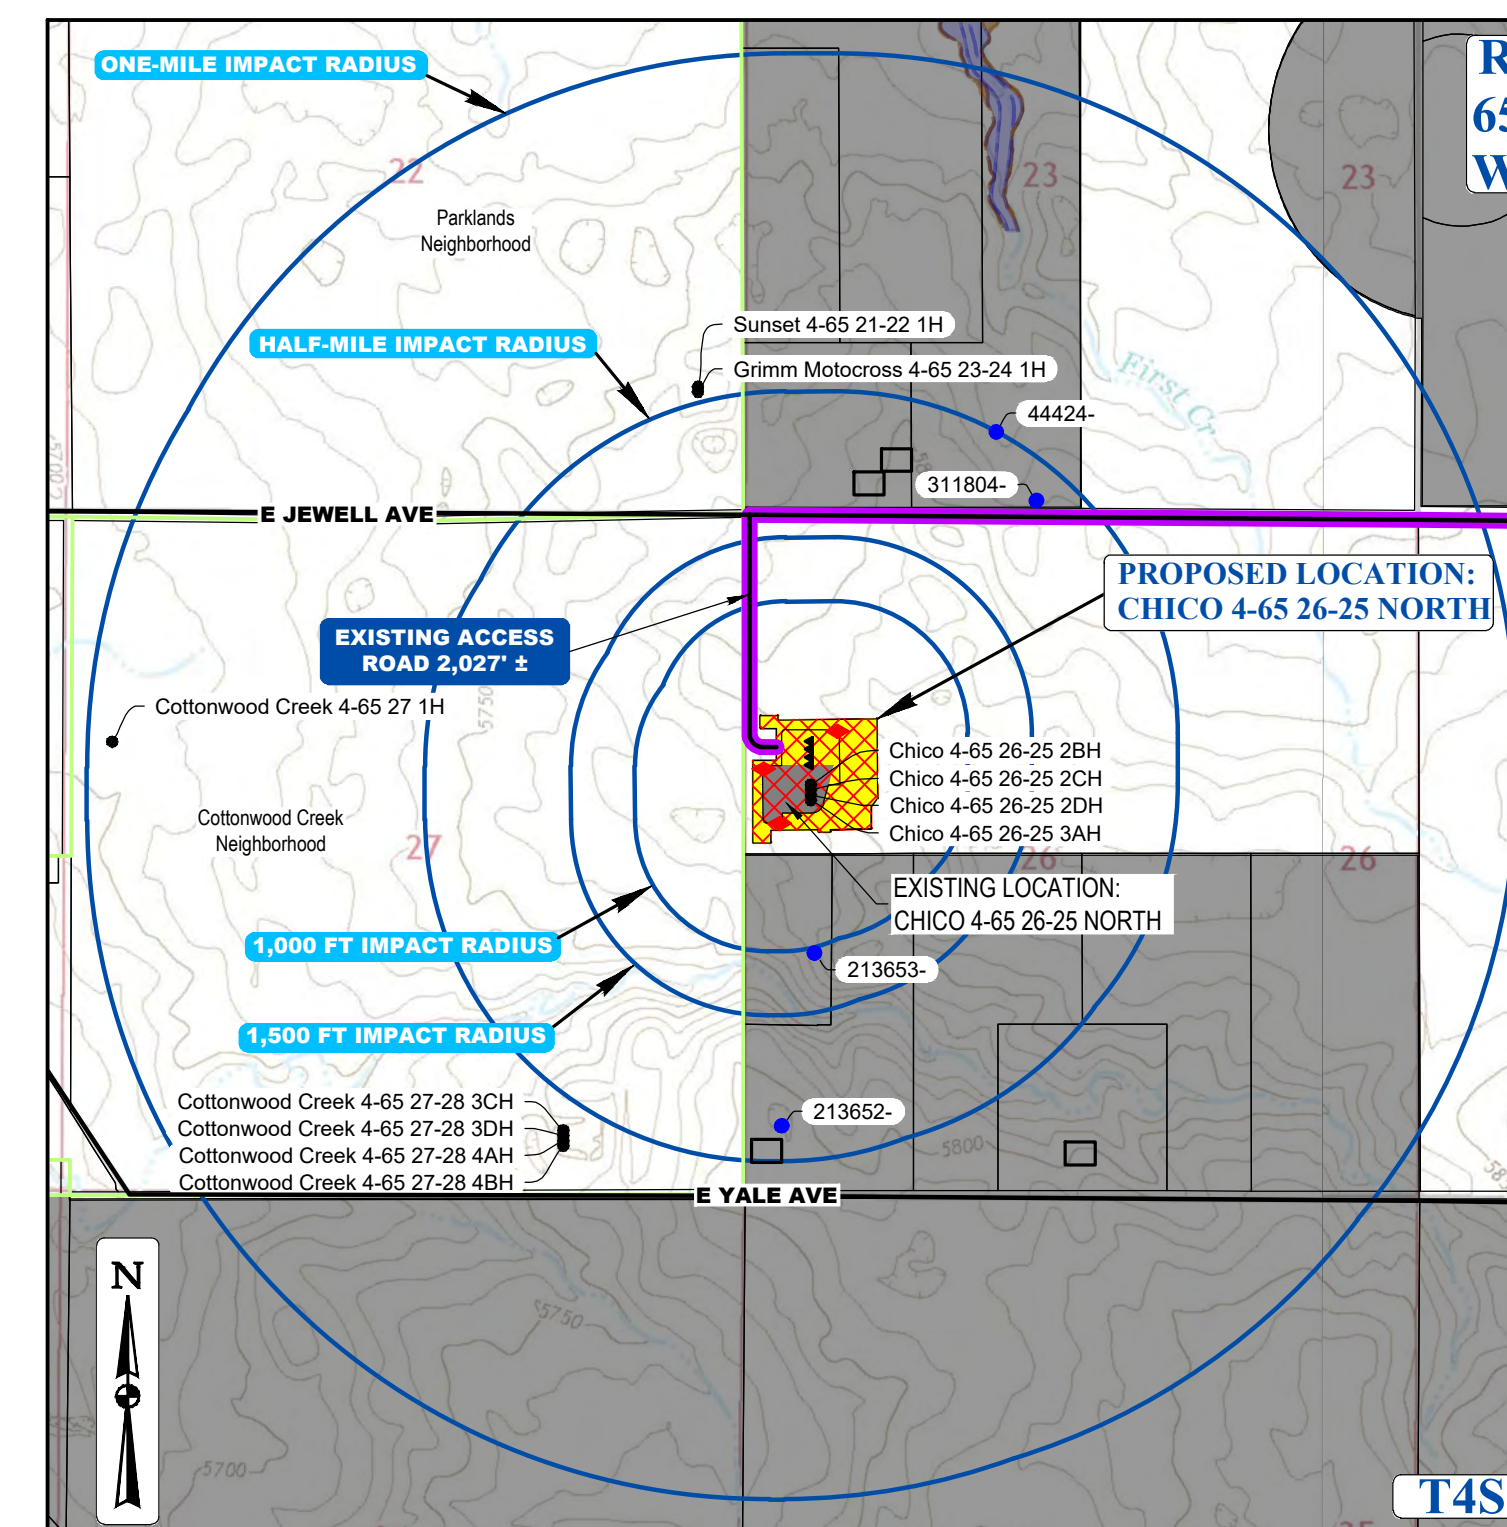 ONE-MILE IMPACT RADIUS
R
65
W
22
23
23
Parklands
Neighborhood
Sunset 4-65 21-22 1H
HALF-MILE IMPACT RADIUS
Grimm Motocross 4-65 23-24 1H
First Cr
44424-
311804-
E JEWELL AVE
PROPOSED LOCATION:
CHICO 4-65 26-25 NORTH
EXISTING ACCESS
ROAD 2,027' ±
5750
Cottonwood Creek 4-65 27 1H
Chico 4-65 26-25 2BH
Chico 4-65 26-25 2CH
Chico 4-65 26-25 2DH
Chico 4-65 26-25 3AH
Cottonwood Creek
Neighborhood
27
26
26
EXISTING LOCATION:
CHICO 4-65 26-25 NORTH
1,000 FT IMPACT RADIUS
213653-
1,500 FT IMPACT RADIUS
Cottonwood Creek 4-65 27-28 3CH
Cottonwood Creek 4-65 27-28 3DH
Cottonwood Creek 4-65 27-28 4AH
Cottonwood Creek 4-65 27-28 4BH
213652-
5800
E YALE AVE
N
5750
5700
T4S